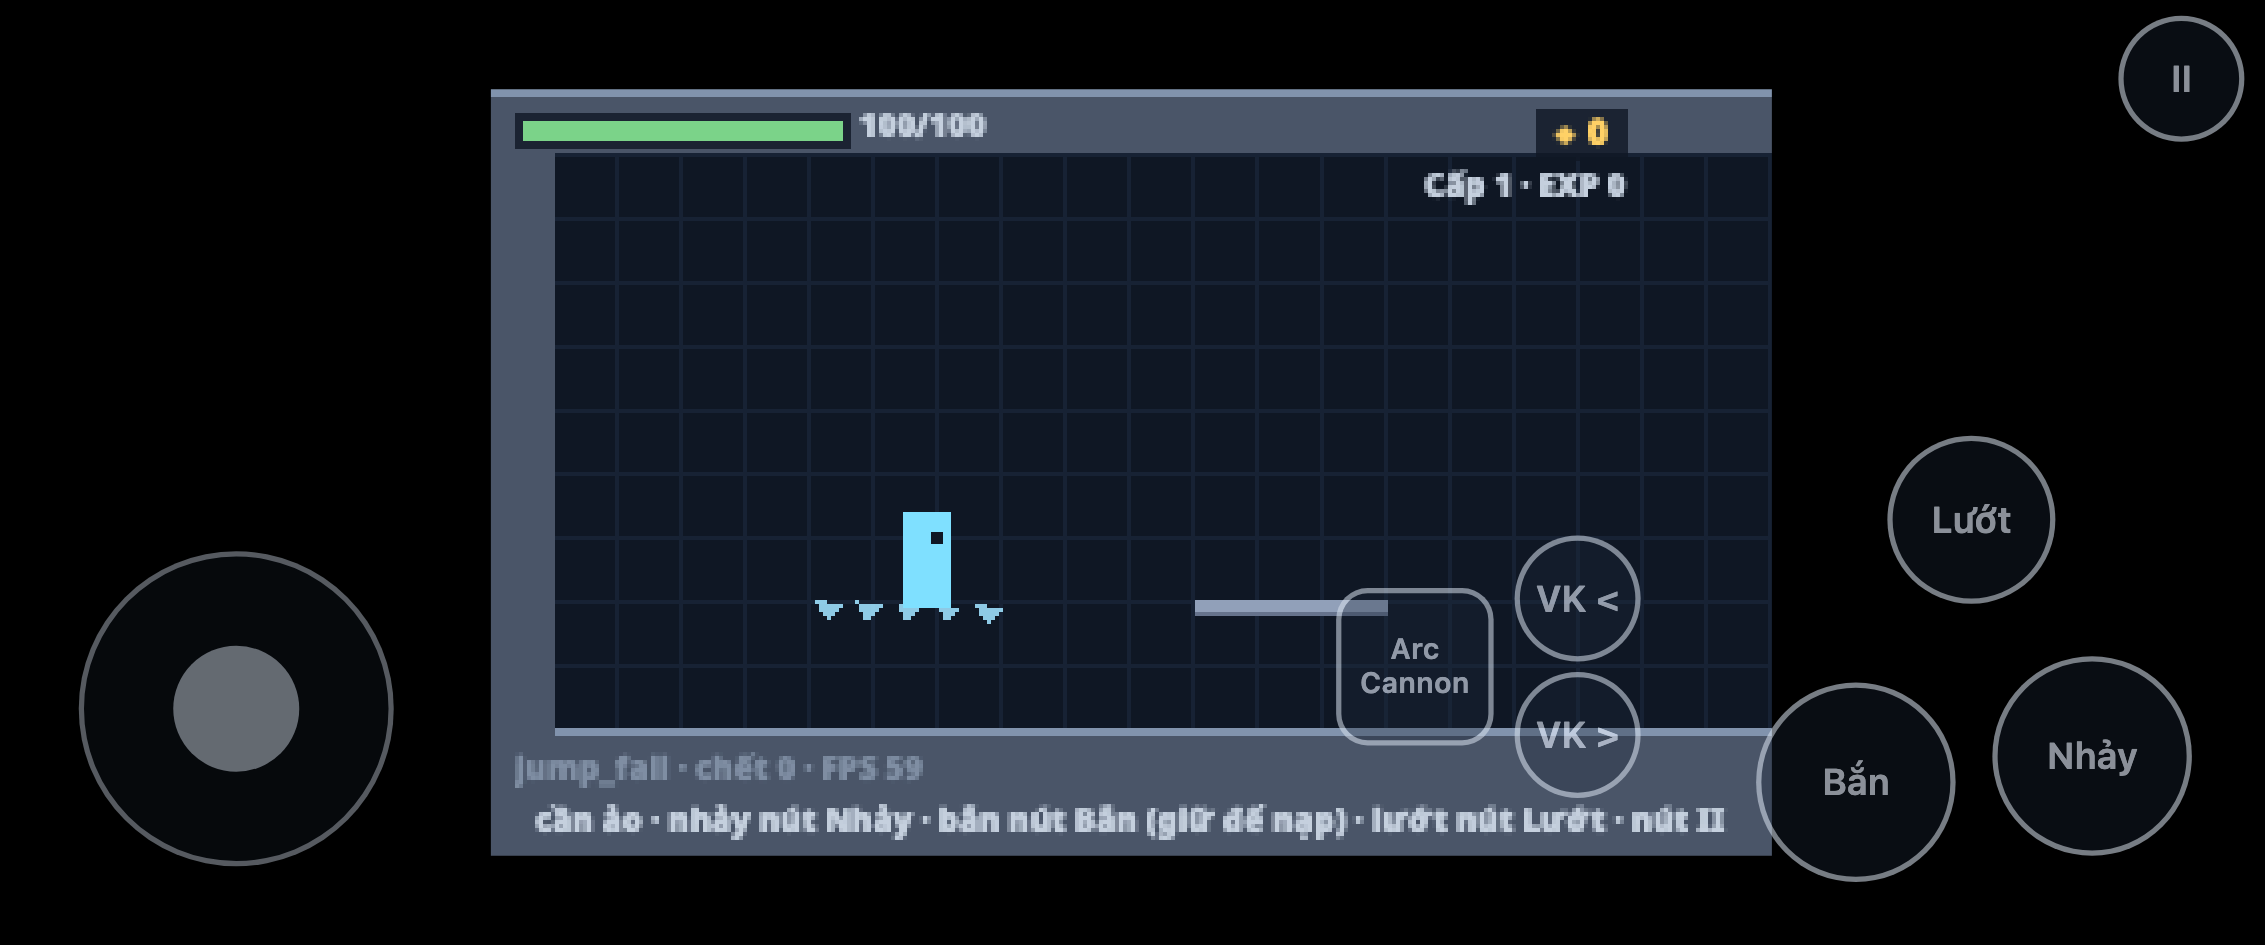 II
100/100
0
Cấp 1 · EXP 0
Lướt
VK <
Arc
Cannon
VK >
Nhảy
Bắn
jump_fall · chết 0 · FPS 59
cần ảo · nhảy nút Nhảy · bắn nút Bắn (giữ để nạp) · lướt nút Lướt · nút II